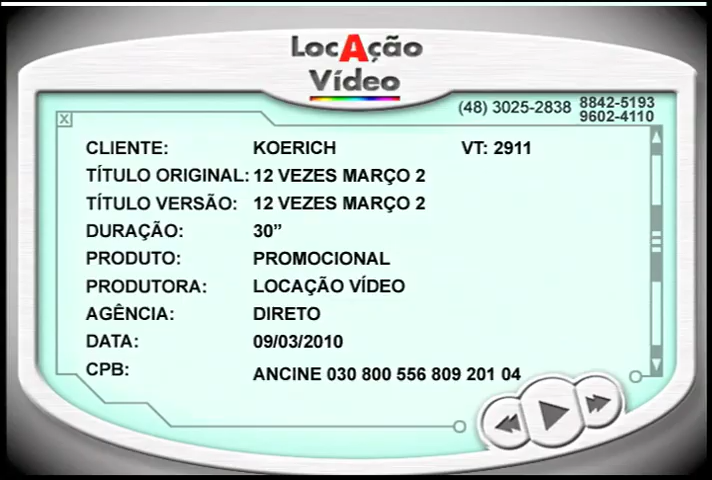 LocAção
Vídeo
(48) 3025-2838 8842-5193
9602-4110
X
CLIENTE: KOERICH VT: 2911
TÍTULO ORIGINAL: 12 VEZES MARÇO 2
TÍTULO VERSÃO: 12 VEZES MARÇO 2
DURAÇÃO: 30”
PRODUTO: PROMOCIONAL
PRODUTORA: LOCAÇÃO VÍDEO
AGÊNCIA: DIRETO
DATA: 09/03/2010
CPB: ANCINE 030 800 556 809 201 04